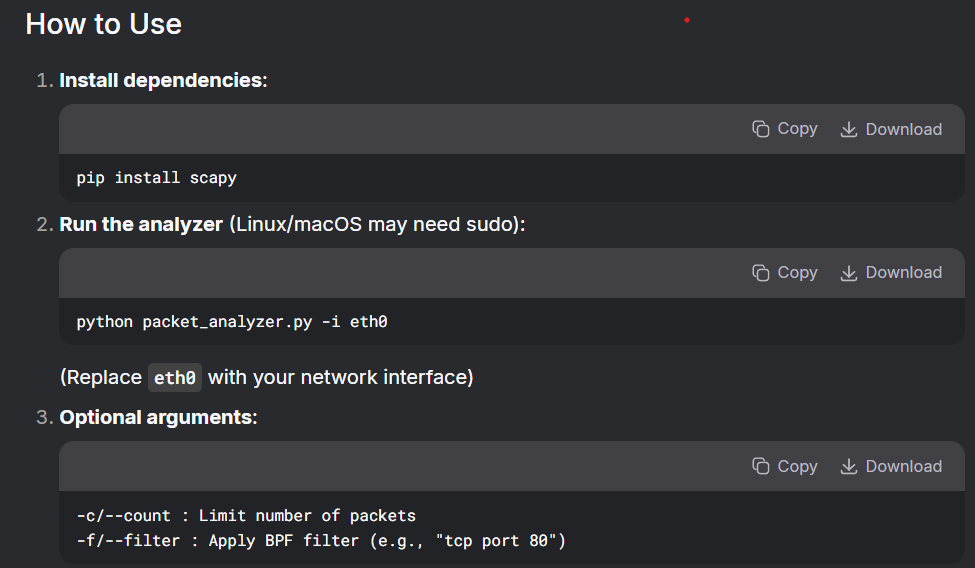 How to Use
1. Install dependencies:
Copy Download
pip install scapy
2. Run the analyzer (Linux/macOS may need sudo):
Copy Download
python packet_analyzer.py -i eth0
(Replace eth0 with your network interface)
3. Optional arguments:
Copy Download
-c/--count : Limit number of packets
-f/--filter : Apply BPF filter (e.g., "tcp port 80")